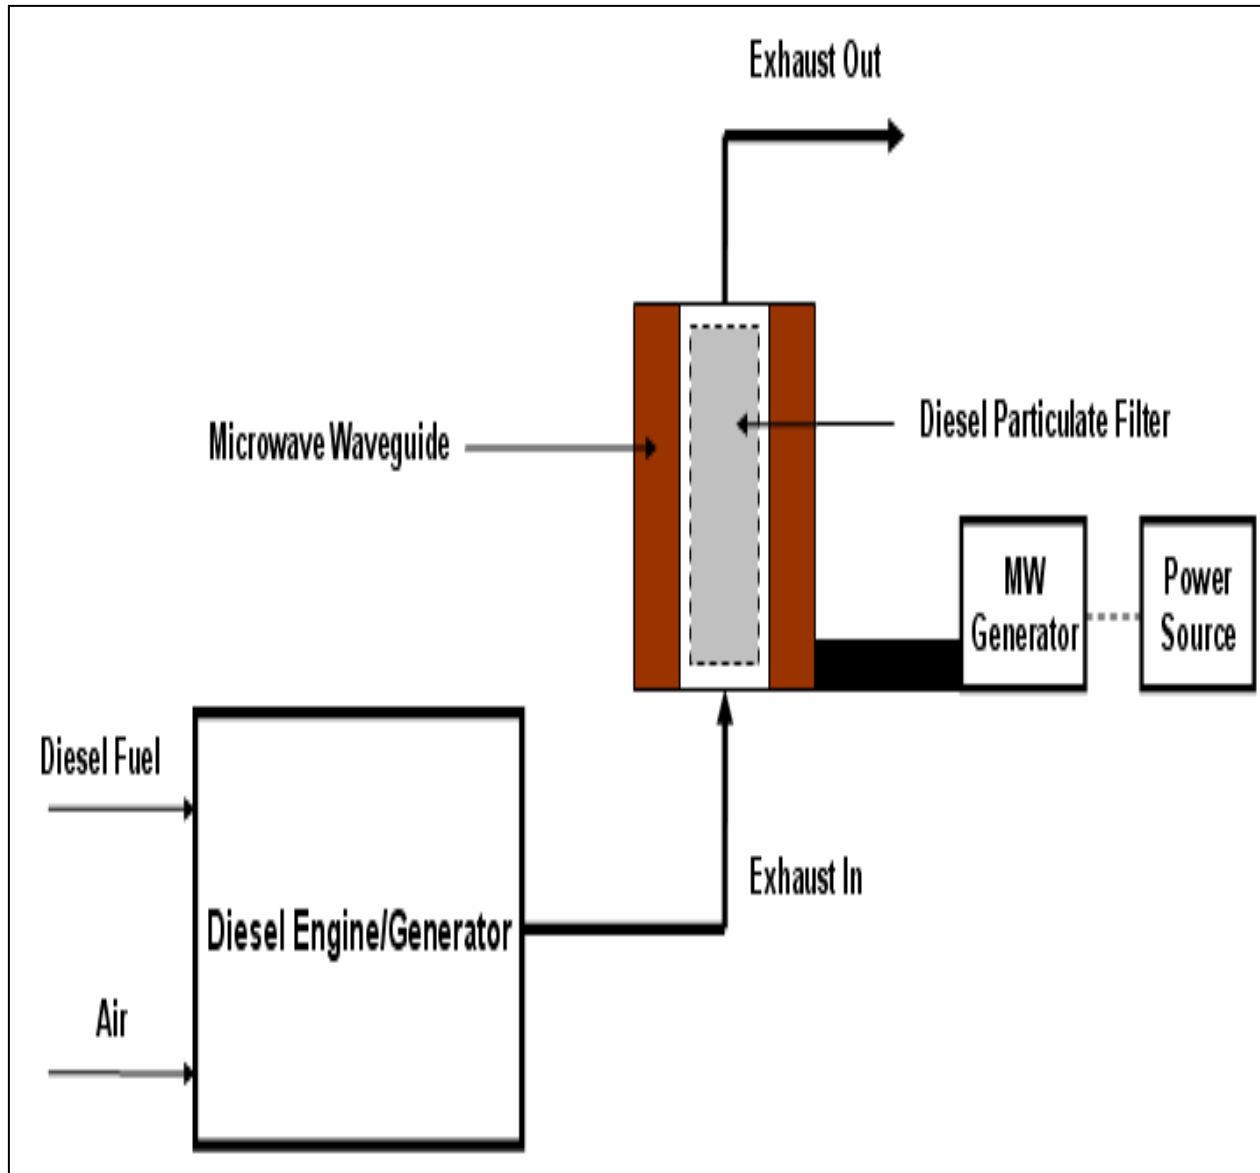 Exhaust Out
Microwave Waveguide
Diesel Particulate Filter
MW
Generator
Power
Source
Diesel Fuel
Exhaust In
Diesel Engine/Generator
Air